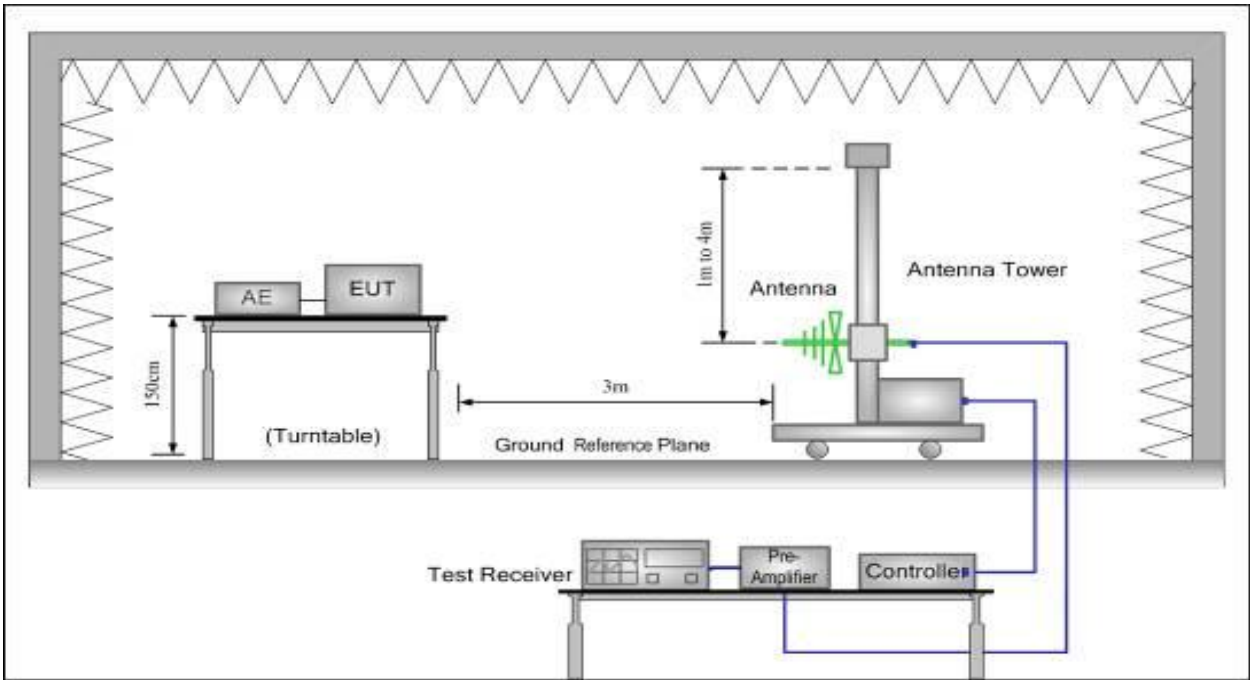 1m to 4m
Antenna Tower
Antenna
AE
EUT
150cm
3m
(Turntable)
Ground Reference Plane
Test Receiver
Pre-
Amplifier
Controller